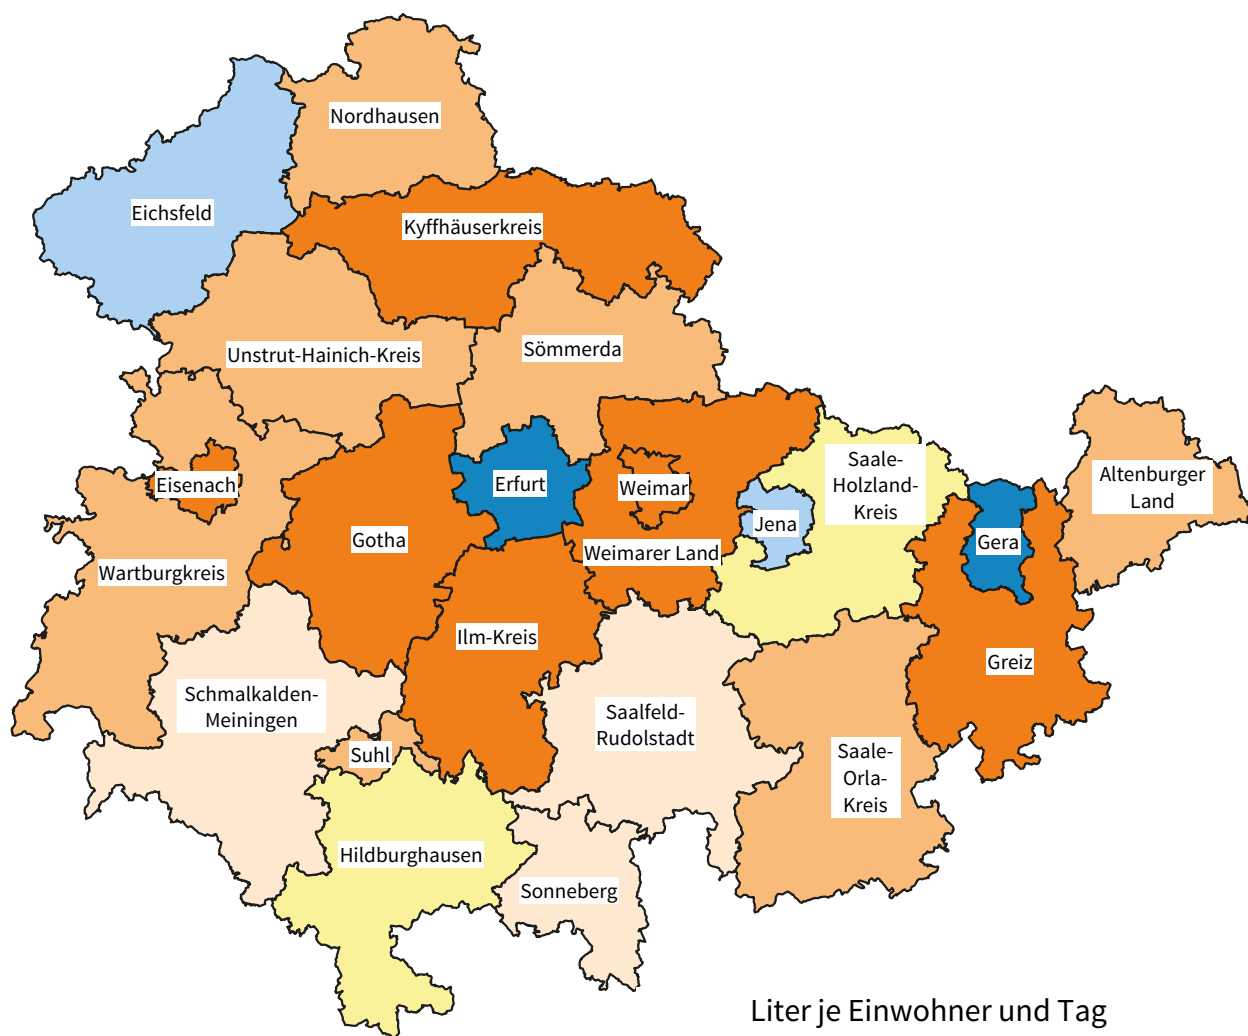 Nordhausen
Eichsfeld
Kyffhäuserkreis
Unstrut-Hainich-Kreis
Sömmerda
Eisenach
Erfurt
Weimar
Saale-
Holzland-
Kreis
Altenburger
Land
Jena
Gera
Gotha
Weimarer Land
Wartburgkreis
Ilm-Kreis
Greiz
Schmalkalden-
Meiningen
Saalfeld-
Rudolstadt
Suhl
Saale-
Orla-
Kreis
Hildburghausen
Sonneberg
Liter je Einwohner und Tag